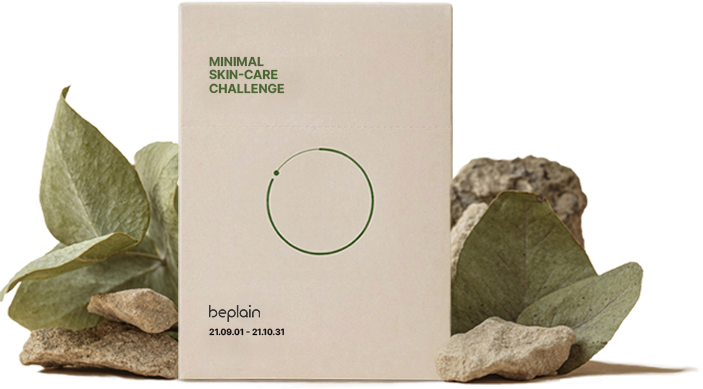 MINIMAL
SKIN-CARE
CHALLENGE
beplain
21.09.01 - 21.10.31